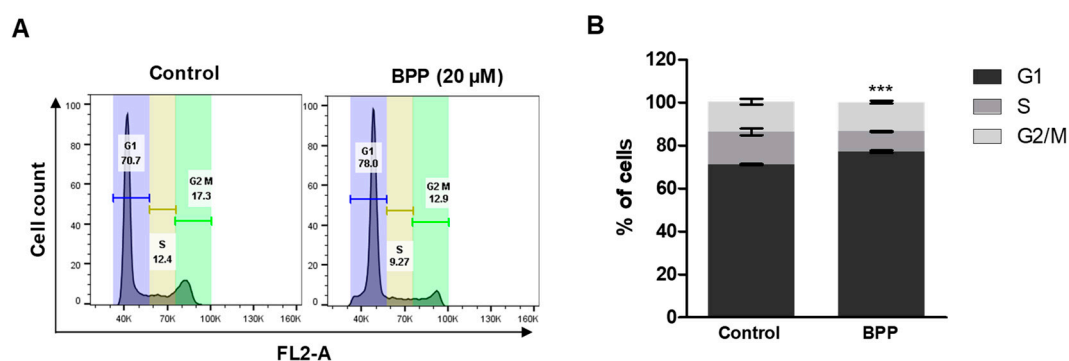 A
Control
BPP (20 μM)
Cell count
100
80
60
40
20
0
G1
70.7
S
12.4
G2 M
17.3
40K
70K
100K
130K
160K
100
80
60
40
20
0
G1
78.0
S
9.27
G2 M
12.9
40K
70K
100K
130K
160K
FL2-A
B
% of cells
120
100
80
60
40
20
0
***
Control
BPP
G1
S
G2/M